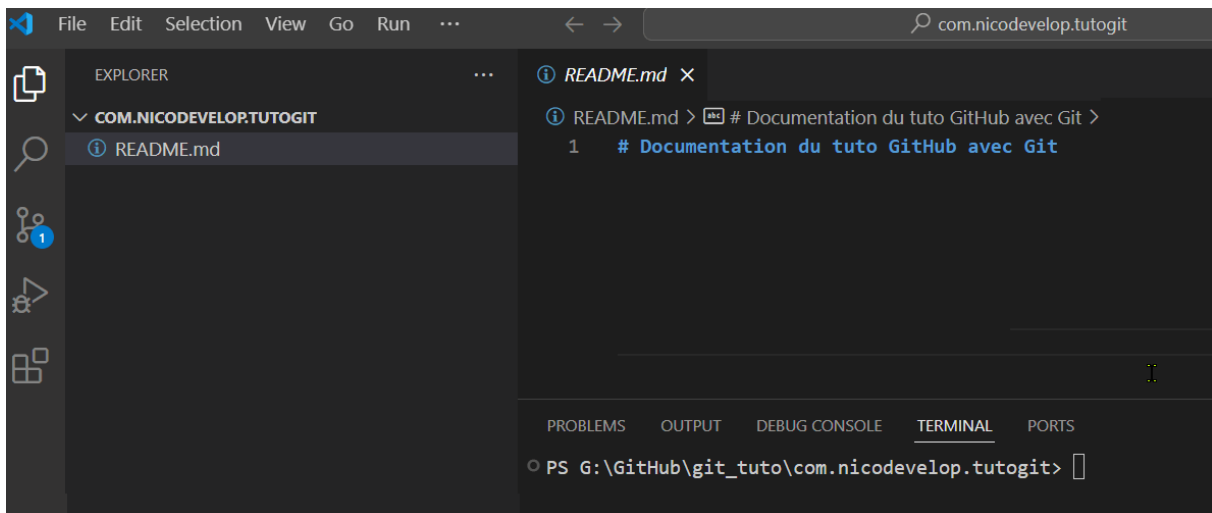 File Edit Selection View Go Run ··· ← → com.nicodevelop.tutogit
EXPLORER ···
COM.NICODEVELOP.TUTOGIT
README.md
1
README.md ×
README.md > abc # Documentation du tuto GitHub avec Git >
1 # Documentation du tuto GitHub avec Git
PROBLEMS OUTPUT DEBUG CONSOLE TERMINAL PORTS
PS G:\GitHub\git_tuto\com.nicodevelop.tutogit>